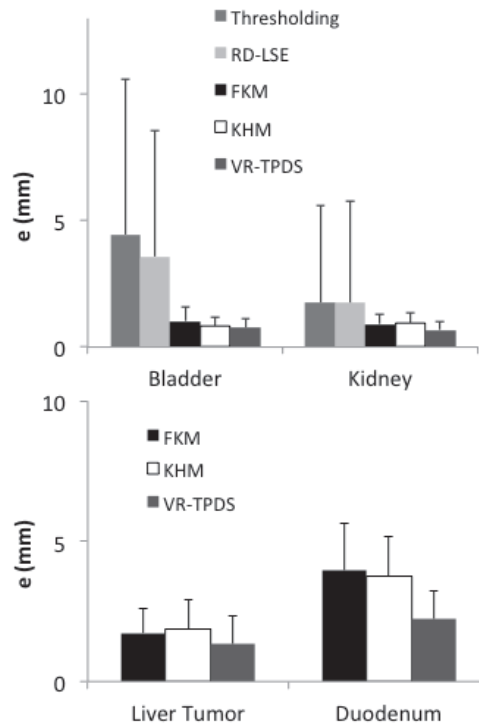 Thresholding
RD-LSE
FKM
KHM
VR-TPDS
10
5
0
e (mm)
Bladder
Kidney
10
5
0
e (mm)
FKM
KHM
VR-TPDS
Liver Tumor
Duodenum